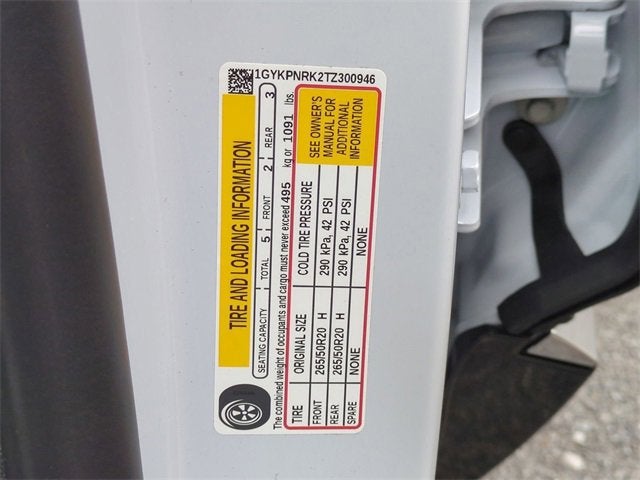 1GYKPNRK2TZ300946
TIRE AND LOADING INFORMATION
SEATING CAPACITY TOTAL 5 FRONT 2 REAR 3
The combined weight of occupants and cargo must never exceed 495 kg or 1091 lbs.
TIRE ORIGINAL SIZE COLD TIRE PRESSURE
FRONT 265/50R20 H 290 kPa, 42 PSI
REAR 265/50R20 H 290 kPa, 42 PSI
SPARE NONE NONE
SEE OWNER'S
MANUAL FOR
ADDITIONAL
INFORMATION